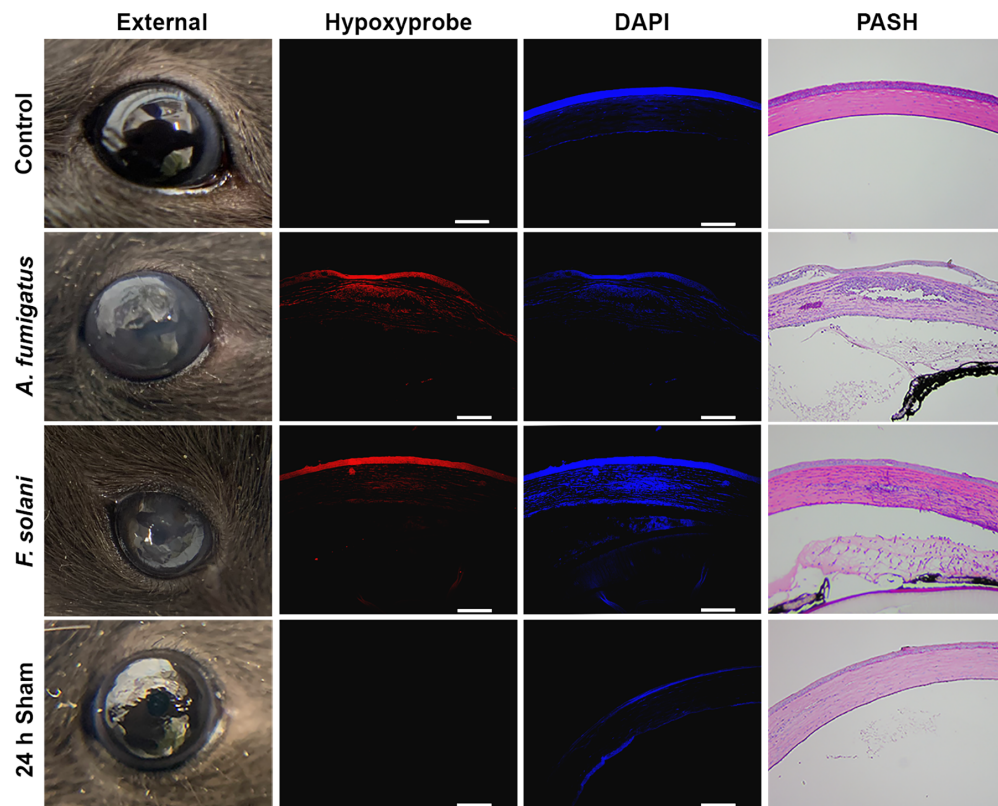 External Hypoxyprobe DAPI PASH
Control
A. fumigatus
F. solani
24 h Sham